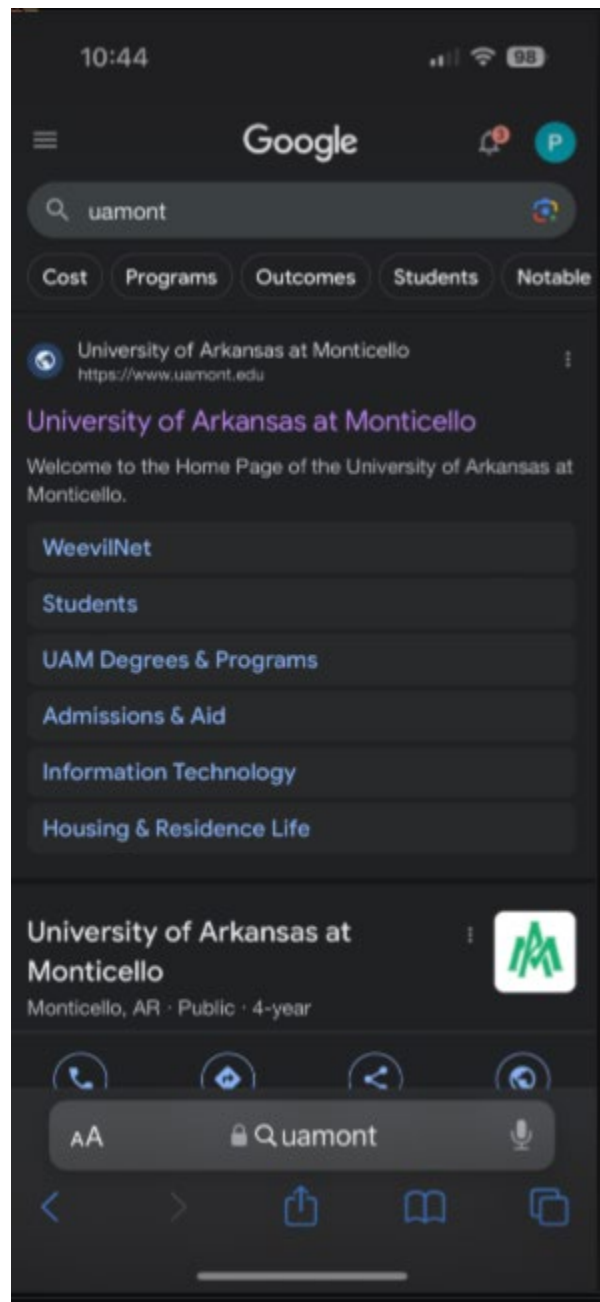 10:44
98
Google
3
P
uamont
Cost
Programs
Outcomes
Students
Notable
University of Arkansas at Monticello
https://www.uamont.edu
University of Arkansas at Monticello
Welcome to the Home Page of the University of Arkansas at
Monticello.
WeevilNet
Students
UAM Degrees & Programs
Admissions & Aid
Information Technology
Housing & Residence Life
University of Arkansas at
Monticello
Monticello, AR · Public · 4-year
AA
uamont